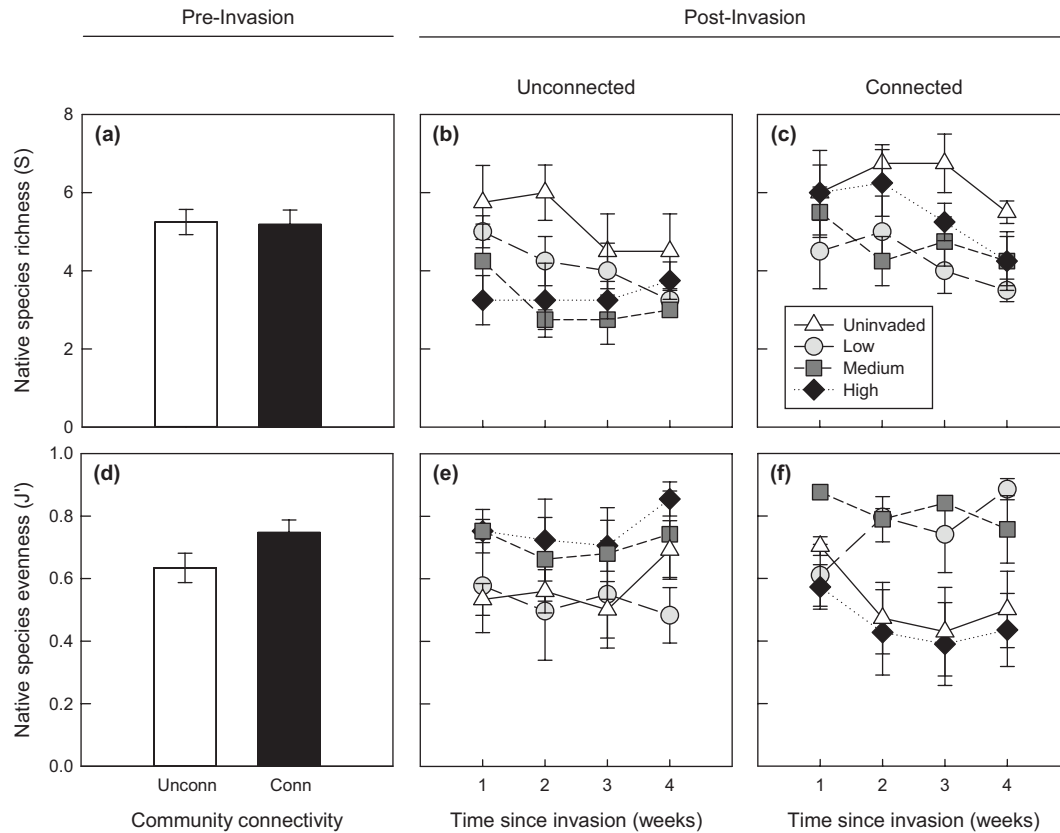 Pre-Invasion
Post-Invasion
Unconnected
Connected
Native species richness (S)
8
6
4
2
0
(a)
(b)
(c)
Uninvaded
Low
Medium
High
Native species evenness (J')
1.0
0.8
0.6
0.4
0.2
0.0
(d)
(e)
(f)
Unconn Conn
1 2 3 4
1 2 3 4
Community connectivity
Time since invasion (weeks)
Time since invasion (weeks)